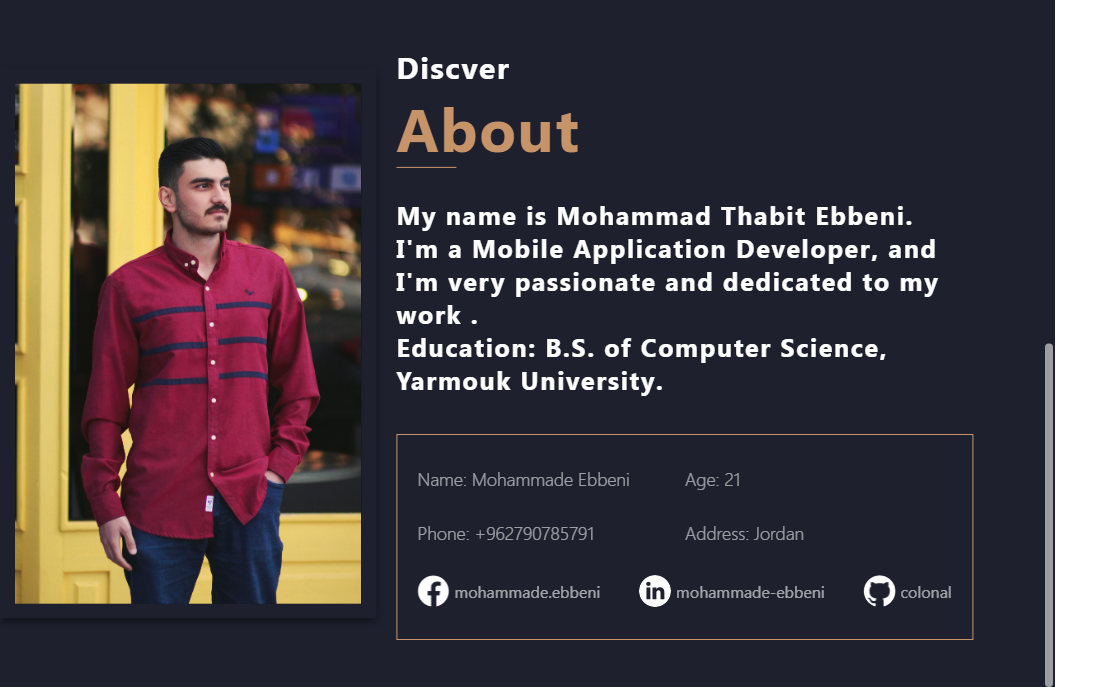 Discver
About
My name is Mohammad Thabit Ebbeni.
I'm a Mobile Application Developer, and
I'm very passionate and dedicated to my
work .
Education: B.S. of Computer Science,
Yarmouk University.
Name: Mohammade Ebbeni
Age: 21
Phone: +962790785791
Address: Jordan
mohammade.ebbeni
mohammade-ebbeni
colonal